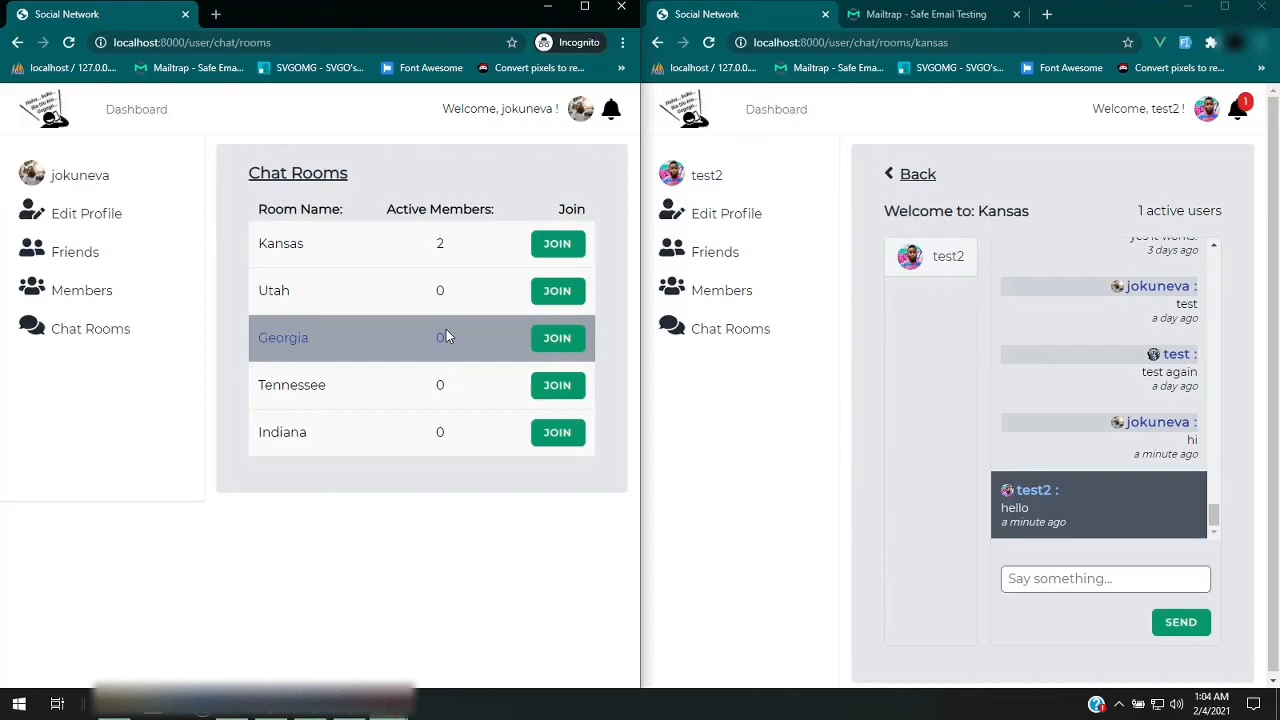 Social Network
localhost:8000/user/chat/rooms
Incognito
localhost / 127.0.0....
Mailtrap - Safe Ema...
SVGOMG - SVGO's...
Font Awesome
Convert pixels to re...
»
Dashboard
Welcome, jokuneva !
jokuneva
Edit Profile
Friends
Members
Chat Rooms
Chat Rooms
Room Name: Active Members: Join
Kansas 2 JOIN
Utah 0 JOIN
Georgia 0 JOIN
Tennessee 0 JOIN
Indiana 0 JOIN
Social Network
Mailtrap - Safe Email Testing
localhost:8000/user/chat/rooms/kansas
localhost / 127.0.0....
Mailtrap - Safe Ema...
SVGOMG - SVGO's...
Font Awesome
Convert pixels to re...
»
Dashboard
Welcome, test2 !
1
test2
Edit Profile
Friends
Members
Chat Rooms
Back
Welcome to: Kansas
1 active users
test2
3 days ago
jokuneva :
test
a day ago
test :
test again
a day ago
jokuneva :
hi
a minute ago
test2 :
hello
a minute ago
Say something...
SEND
1:04 AM
2/4/2021